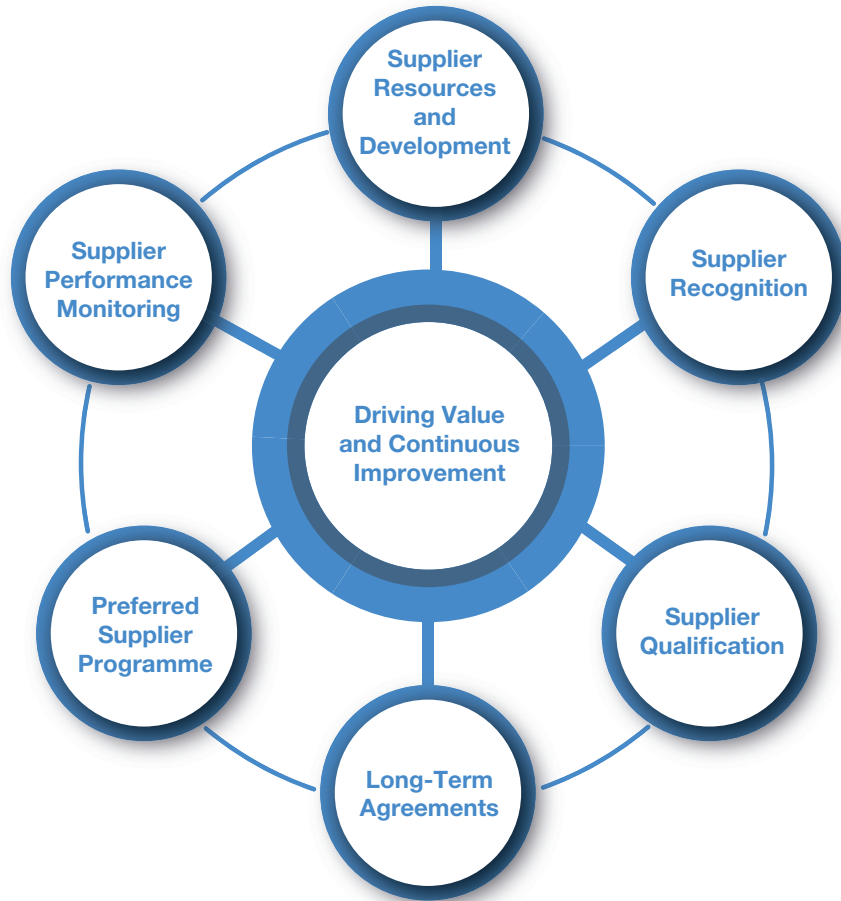 Supplier
Resources
and
Development
Supplier
Recognition
Supplier
Qualification
Long-Term
Agreements
Preferred
Supplier
Programme
Supplier
Performance
Monitoring
Driving Value
and Continuous
Improvement